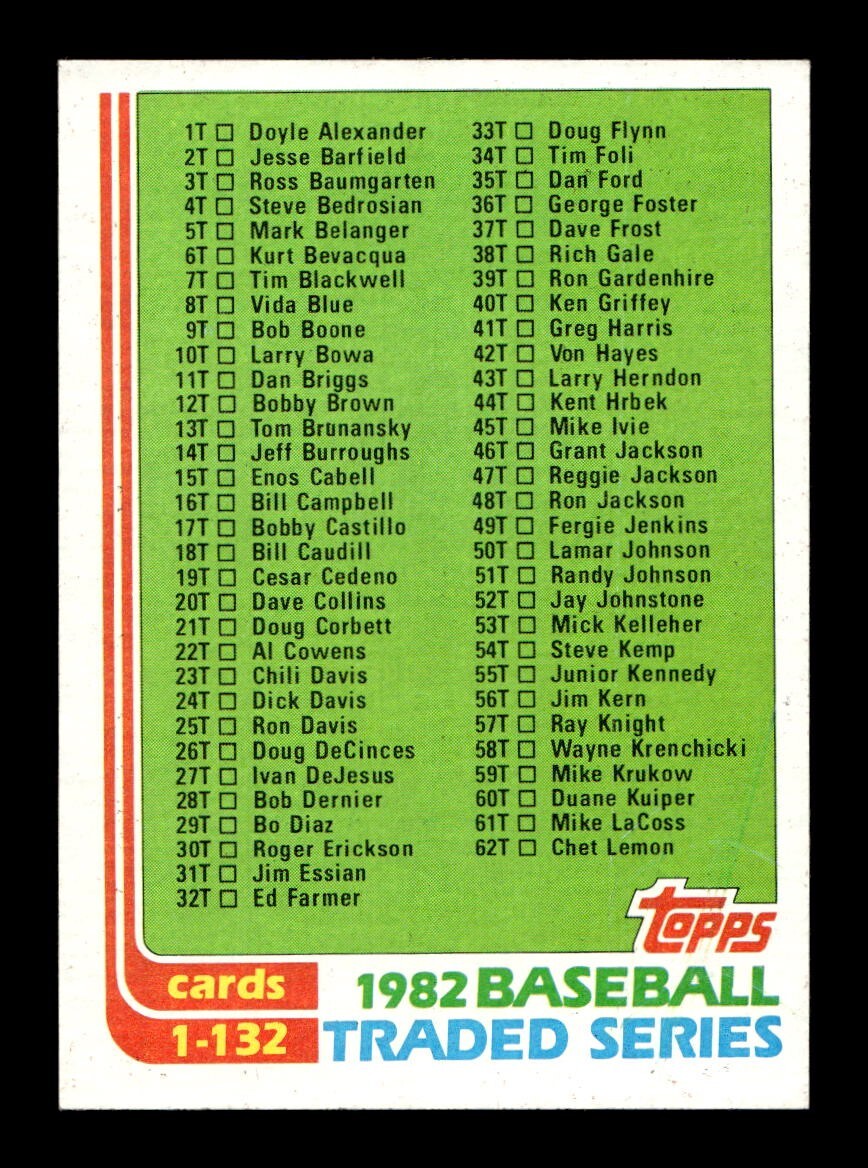 1T □ Doyle Alexander
2T □ Jesse Barfield
3T □ Ross Baumgarten
4T □ Steve Bedrosian
5T □ Mark Belanger
6T □ Kurt Bevacqua
7T □ Tim Blackwell
8T □ Vida Blue
9T □ Bob Boone
10T □ Larry Bowa
11T □ Dan Briggs
12T □ Bobby Brown
13T □ Tom Brunansky
14T □ Jeff Burroughs
15T □ Enos Cabell
16T □ Bill Campbell
17T □ Bobby Castillo
18T □ Bill Caudill
19T □ Cesar Cedeno
20T □ Dave Collins
21T □ Doug Corbett
22T □ Al Cowens
23T □ Chili Davis
24T □ Dick Davis
25T □ Ron Davis
26T □ Doug DeCinces
27T □ Ivan DeJesus
28T □ Bob Dernier
29T □ Bo Diaz
30T □ Roger Erickson
31T □ Jim Essian
32T □ Ed Farmer
33T □ Doug Flynn
34T □ Tim Foli
35T □ Dan Ford
36T □ George Foster
37T □ Dave Frost
38T □ Rich Gale
39T □ Ron Gardenhire
40T □ Ken Griffey
41T □ Greg Harris
42T □ Von Hayes
43T □ Larry Herndon
44T □ Kent Hrbek
45T □ Mike Ivie
46T □ Grant Jackson
47T □ Reggie Jackson
48T □ Ron Jackson
49T □ Fergie Jenkins
50T □ Lamar Johnson
51T □ Randy Johnson
52T □ Jay Johnstone
53T □ Mick Kelleher
54T □ Steve Kemp
55T □ Junior Kennedy
56T □ Jim Kern
57T □ Ray Knight
58T □ Wayne Krenchicki
59T □ Mike Krukow
60T □ Duane Kuiper
61T □ Mike LaCoss
62T □ Chet Lemon
topps
cards
1-132
1982 BASEBALL
TRADED SERIES